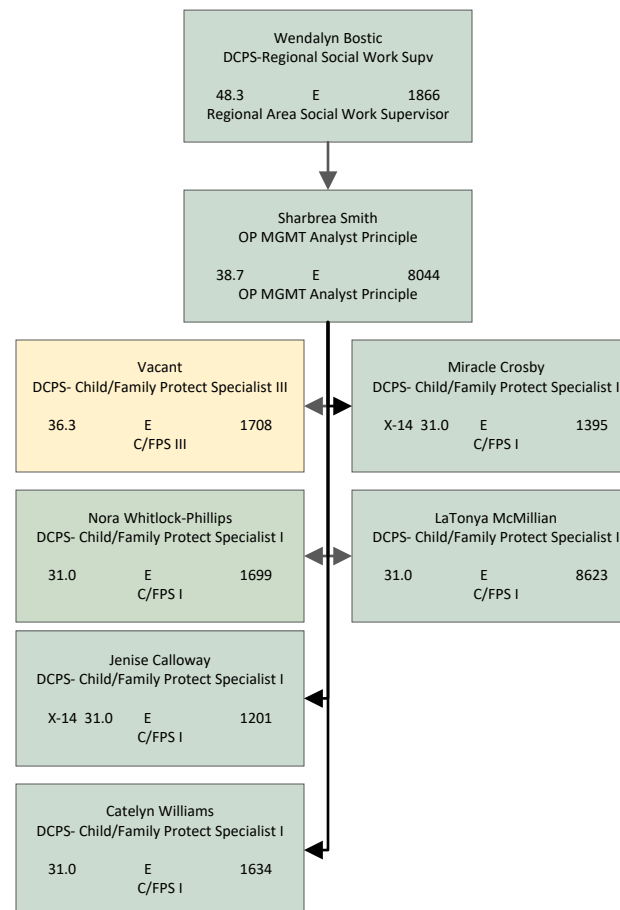 Wendalyn Bostic
DCPS-Regional Social Work Supv
48.3 E 1866
Regional Area Social Work Supervisor
Sharbrea Smith
OP MGMT Analyst Principle
38.7 E 8044
OP MGMT Analyst Principle
Vacant
DCPS- Child/Family Protect Specialist III
36.3 E 1708
C/FPS III
Miracle Crosby
DCPS- Child/Family Protect Specialist I
X-14 31.0 E 1395
C/FPS I
Nora Whitlock-Phillips
DCPS- Child/Family Protect Specialist I
31.0 E 1699
C/FPS I
LaTonya McMillian
DCPS- Child/Family Protect Specialist I
31.0 E 8623
C/FPS I
Jenise Calloway
DCPS- Child/Family Protect Specialist I
X-14 31.0 E 1201
C/FPS I
Catelyn Williams
DCPS- Child/Family Protect Specialist I
31.0 E 1634
C/FPS I